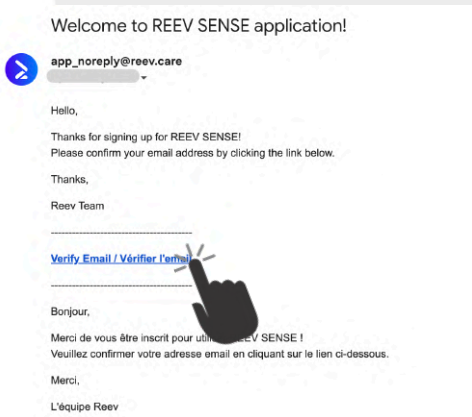 Welcome to REEV SENSE application!
app_noreply@reev.care
Hello,
Thanks for signing up for REEV SENSE!
Please confirm your email address by clicking the link below.
Thanks,
Reev Team
----------------------------------------
Verify Email / Vérifier l'email
----------------------------------------
Bonjour,
Merci de vous être inscrit pour EV SENSE !
Veuillez confirmer votre adresse email en cliquant sur le lien ci-dessous.
Merci,
L'équipe Reev